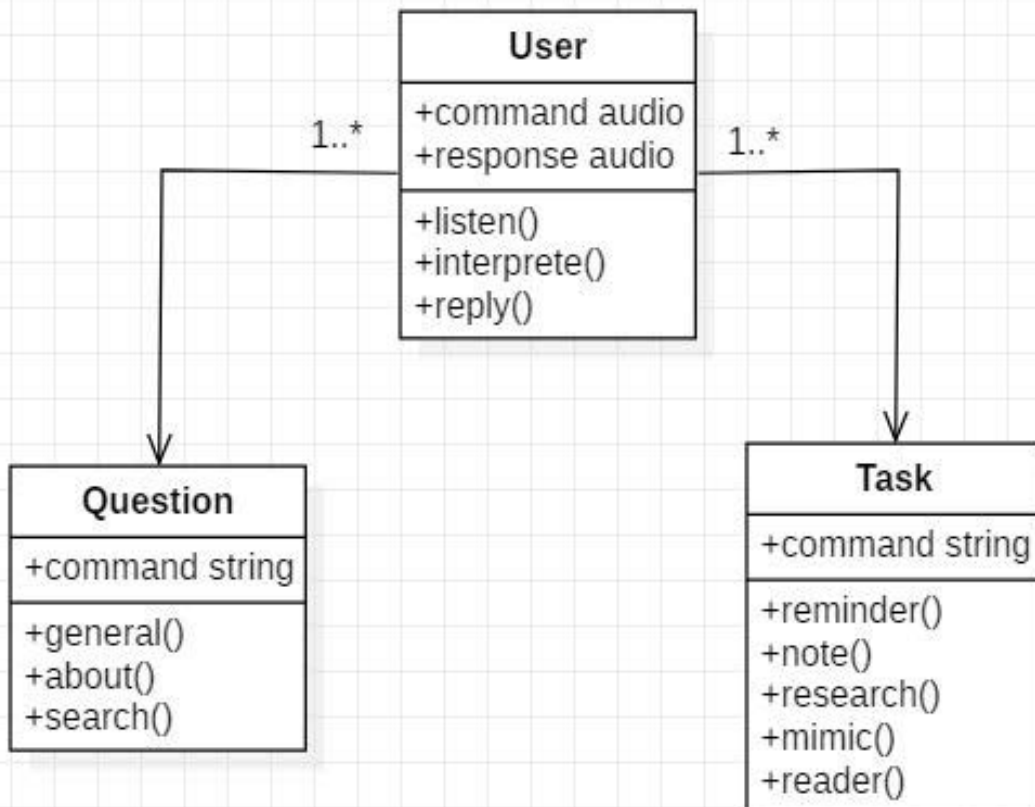 User
+command audio
+response audio
+listen()
+interprete()
+reply()
1..*
1..*
Question
+command string
+general()
+about()
+search()
Task
+command string
+reminder()
+note()
+research()
+mimic()
+reader()